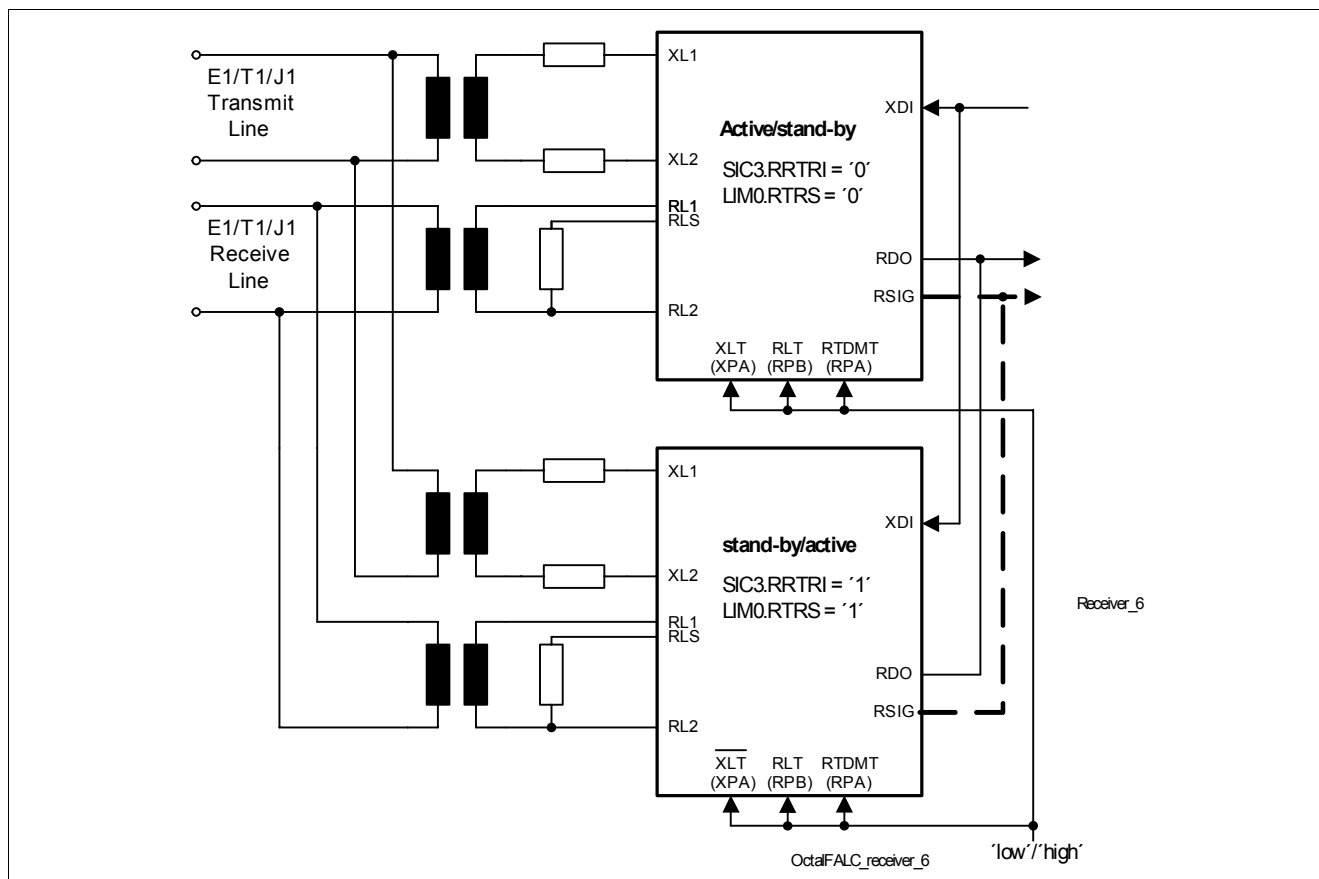 E1/T1/J1
Transmit
Line
E1/T1/J1
Receive
Line
XL1
XDI
Active/stand-by
XL2
SIC3.RRTRI = ´0´
LIM0.RTRS = ´0´
RL1
RLS
RDO
RSIG
RL2
XLT RLT RTDMT
(XPA) (RPB) (RPA)
XL1
XDI
stand-by/active
XL2
SIC3.RRTRI = ´1´
LIM0.RTRS = ´1´
Receiver_6
RL1
RLS
RDO
RSIG
RL2
XLT RLT RTDMT
(XPA) (RPB) (RPA)
´low´/´high´
OctalFALC_receiver_6